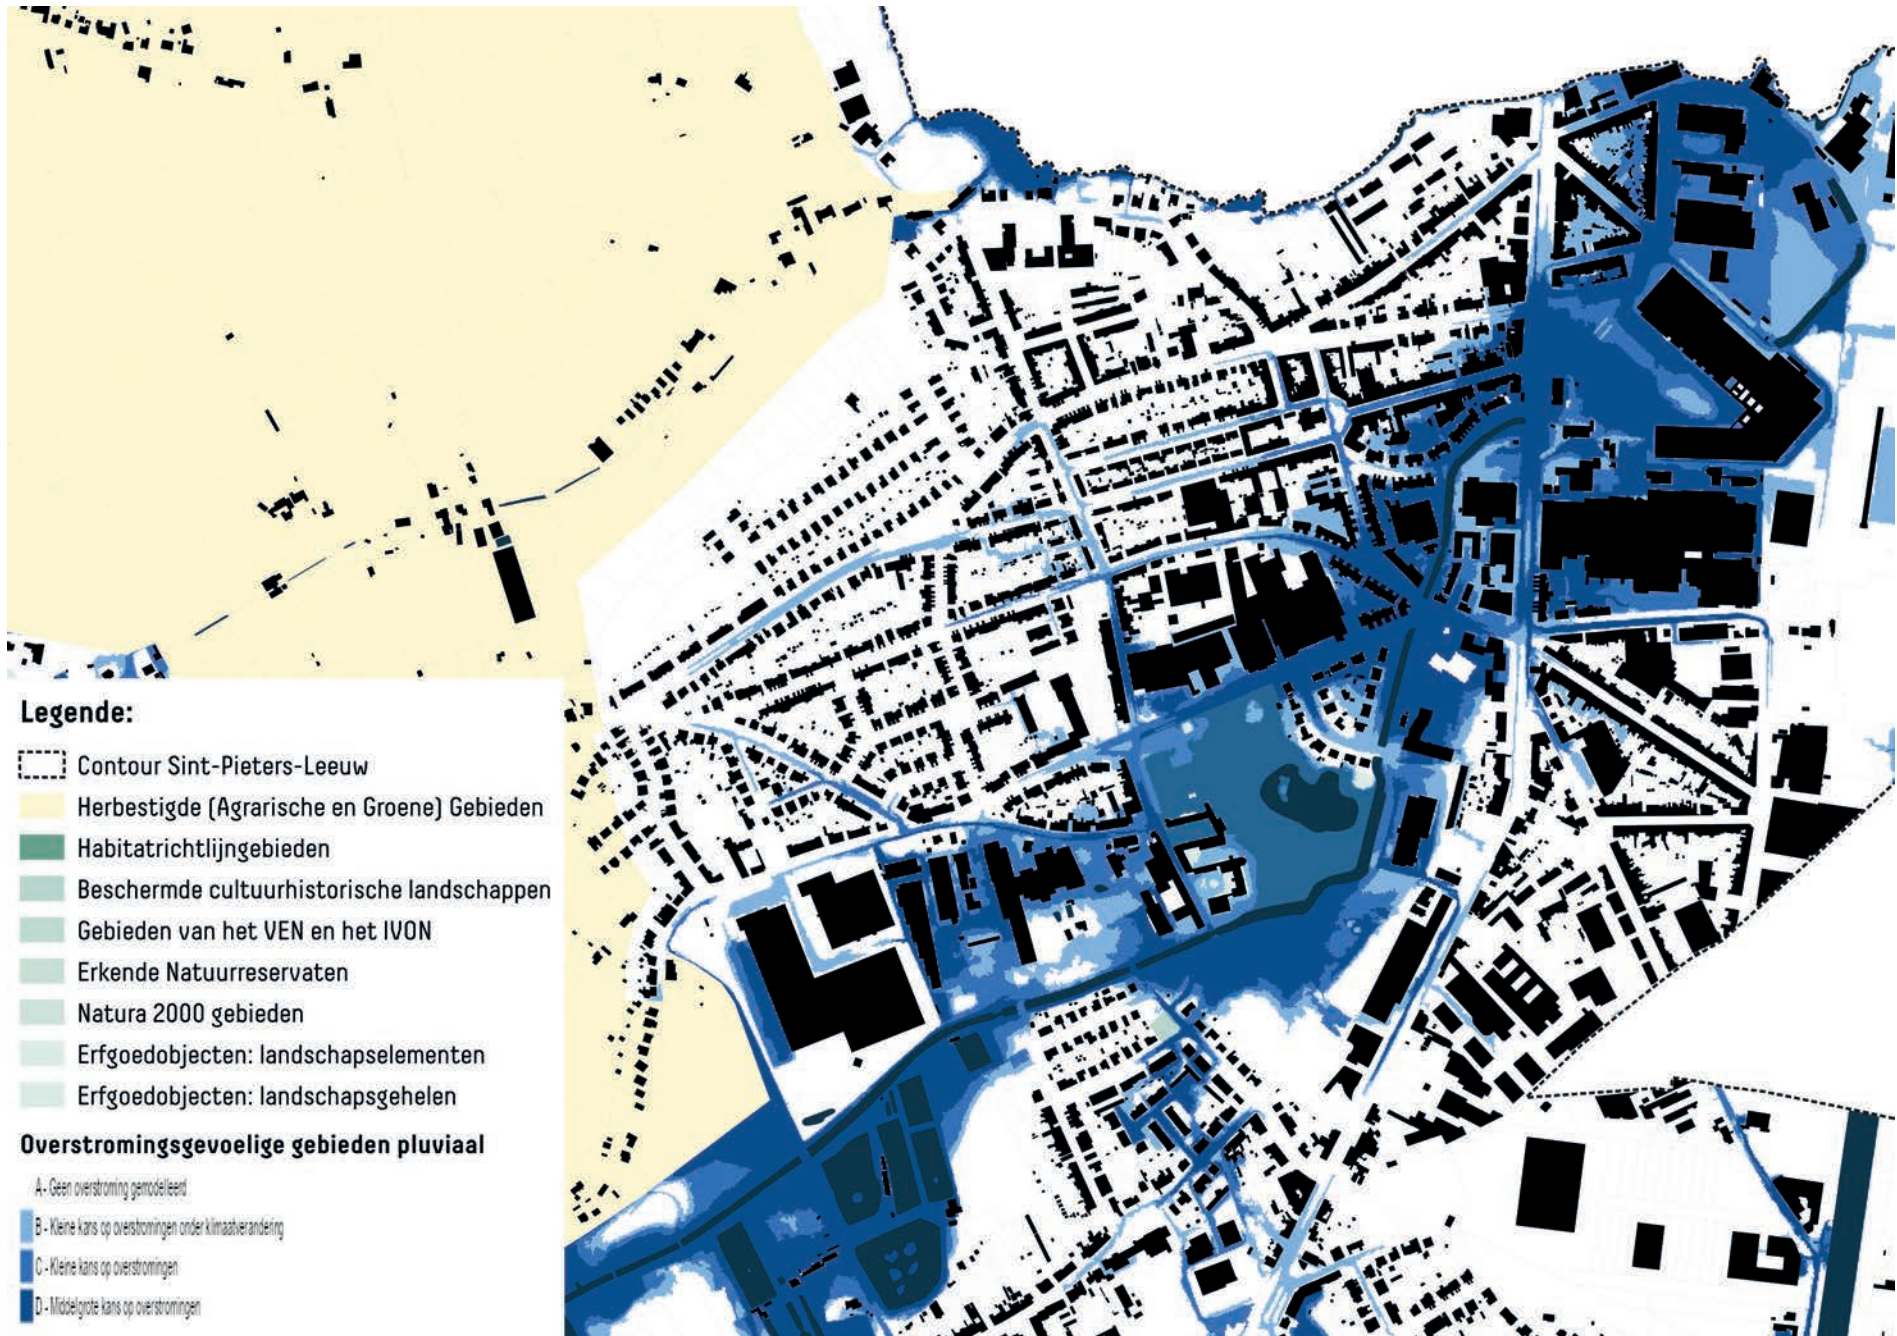 Legende:
Contour Sint-Pieters-Leeuw
Herbestigde (Agrarische en Groene) Gebieden
Habitatrichtlijngebieden
Beschermde cultuurhistorische landschappen
Gebieden van het VEN en het IVON
Erkende Natuurreservaten
Natura 2000 gebieden
Erfgoedobjecten: landschapselementen
Erfgoedobjecten: landschapsgehelen
Overstromingsgevoelige gebieden pluviaal
A - Geen overstroming gemodelleerd
B - Kleine kans op overstromingen onder klimaatverandering
C - Kleine kans op overstromingen
D - Middelgrote kans op overstromingen